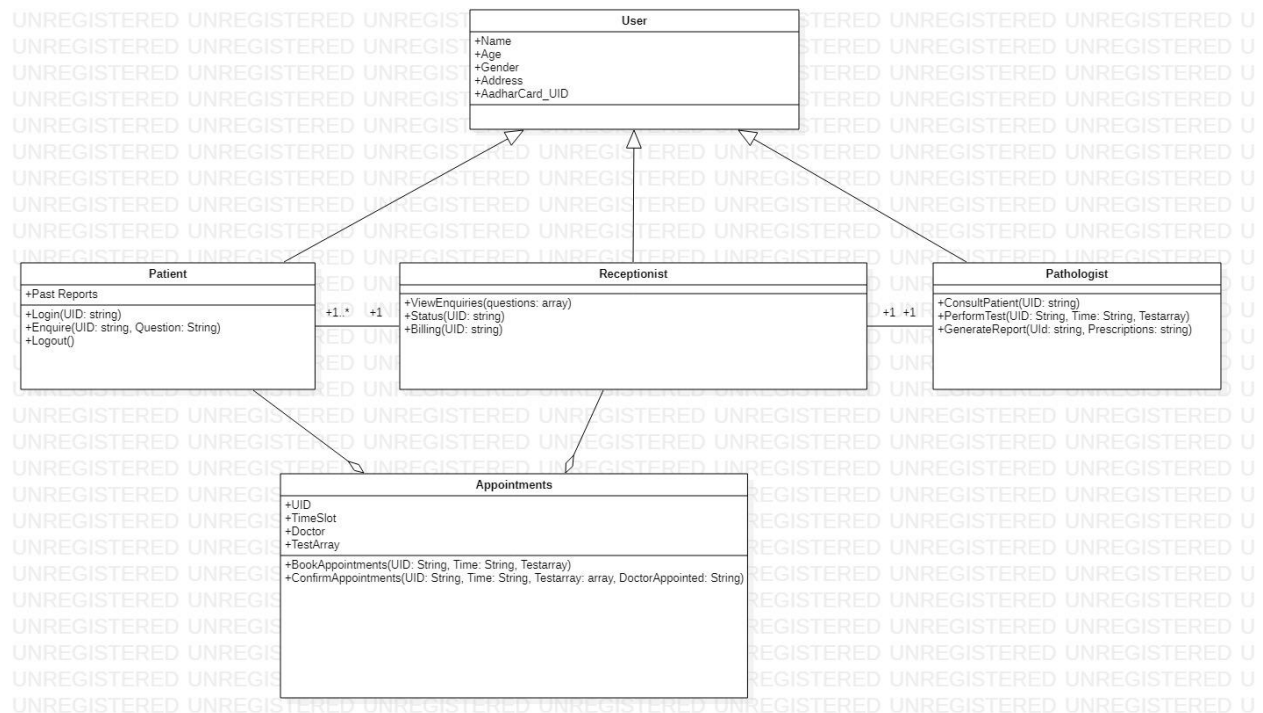 User
+Name
+Age
+Gender
+Address
+AadharCard_UID
Patient
+Past Reports
+Login(UID: string)
+Enquire(UID: string, Question: String)
+Logout()
+1..*
+1
Receptionist
+ViewEnquiries(questions: array)
+Status(UID: string)
+Billing(UID: string)
+1
+1
Pathologist
+ConsultPatient(UID: string)
+PerformTest(UID: String, Time: String, Testarray)
+GenerateReport(UId: string, Prescriptions: string)
Appointments
+UID
+TimeSlot
+Doctor
+TestArray
+BookAppointments(UID: String, Time: String, Testarray)
+ConfirmAppointments(UID: String, Time: String, Testarray: array, DoctorAppointed: String)
UNREGISTERED